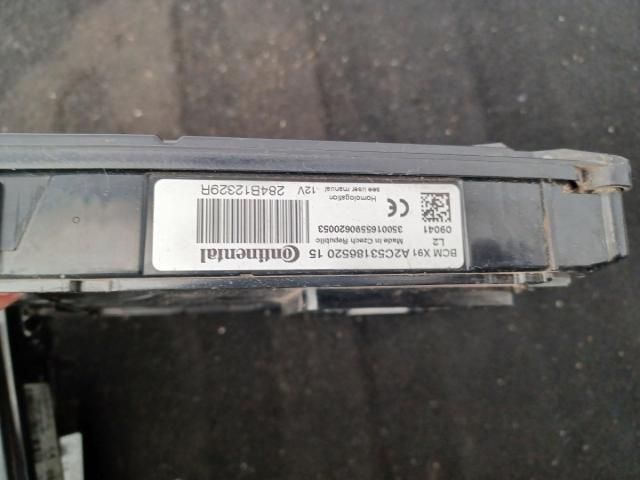 BCM X91 A2C53186520 15
L2
09041
Made in Czech Republic
Continental
3500165590620053
CE
Homologation
see user manual
12V
284B12329R